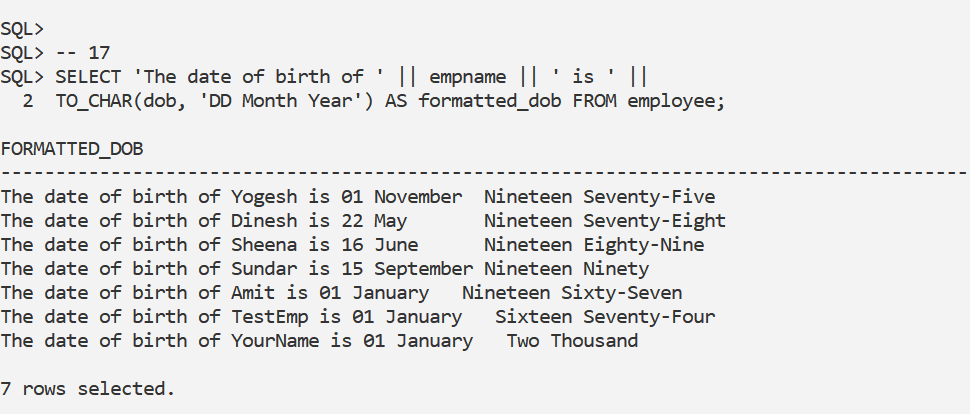 SQL>
SQL> -- 17
SQL> SELECT 'The date of birth of ' || empname || ' is ' ||
  2  TO_CHAR(dob, 'DD Month Year') AS formatted_dob FROM employee;

FORMATTED_DOB
----------------------------------------------------------------------------------------
The date of birth of Yogesh is 01 November  Nineteen Seventy-Five
The date of birth of Dinesh is 22 May       Nineteen Seventy-Eight
The date of birth of Sheena is 16 June      Nineteen Eighty-Nine
The date of birth of Sundar is 15 September Nineteen Ninety
The date of birth of Amit is 01 January   Nineteen Sixty-Seven
The date of birth of TestEmp is 01 January   Sixteen Seventy-Four
The date of birth of YourName is 01 January   Two Thousand

7 rows selected.